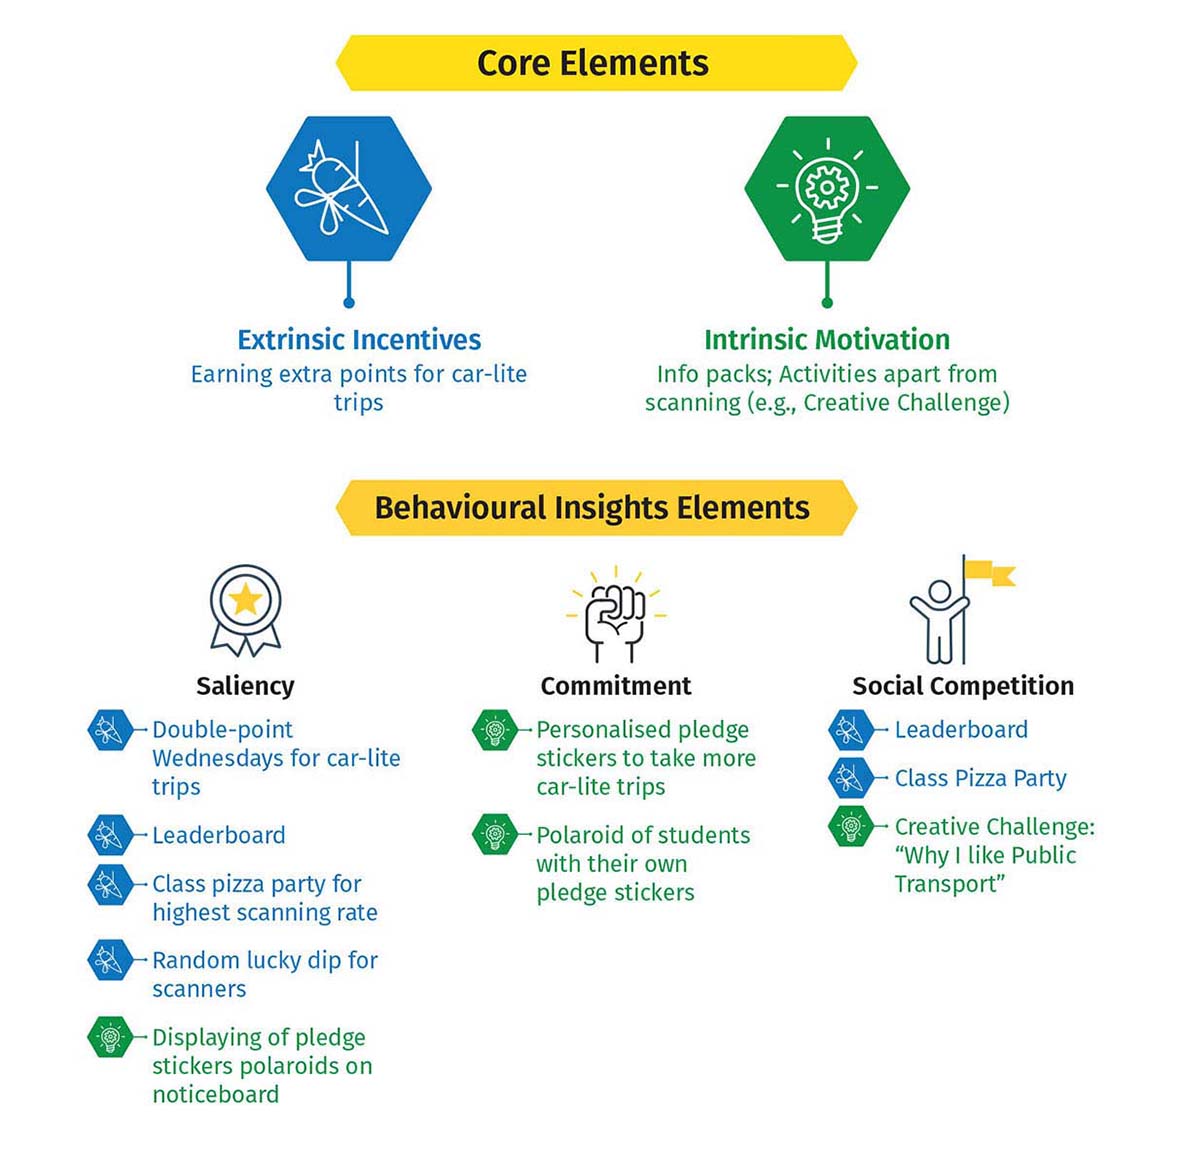 Core Elements
Extrinsic Incentives
Earning extra points for car-lite
trips
Intrinsic Motivation
Info packs; Activities apart from
scanning (e.g., Creative Challenge)
Behavioural Insights Elements
Saliency
Double-point
Wednesdays for car-lite
trips
Leaderboard
Class pizza party for
highest scanning rate
Random lucky dip for
scanners
Displaying of pledge
stickers polaroids on
noticeboard
Commitment
Personalised pledge
stickers to take more
car-lite trips
Polaroid of students
with their own
pledge stickers
Social Competition
Leaderboard
Class Pizza Party
Creative Challenge:
“Why I like Public
Transport”